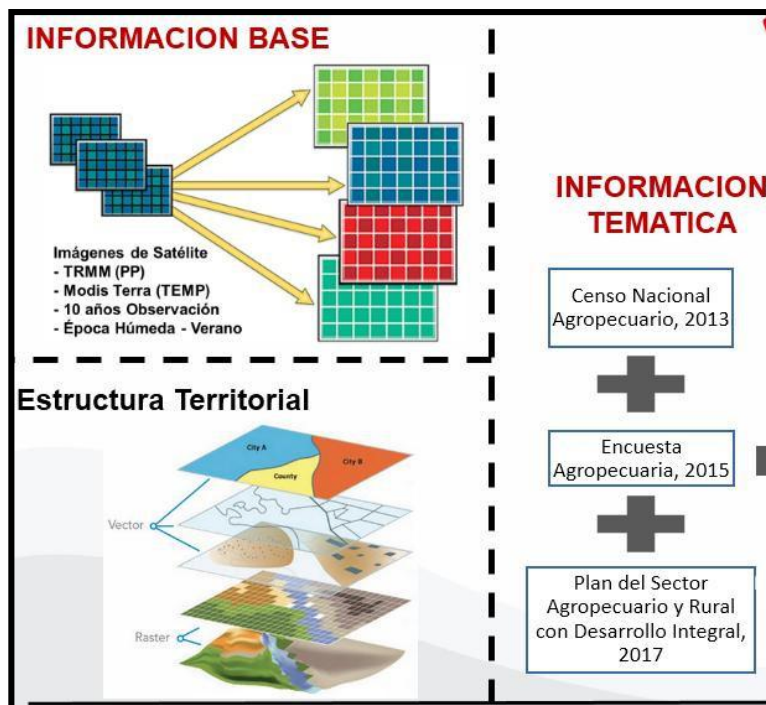 INFORMACION BASE
Imágenes de Satélite
- TRMM (PP)
- Modis Terra (TEMP)
- 10 años Observación
- Época Húmeda - Verano
Estructura Territorial
City A
City B
County
Vector
Raster
INFORMACION
TEMATICA
Censo Nacional
Agropecuario, 2013
Encuesta
Agropecuaria, 2015
Plan del Sector
Agropecuario y Rural
con Desarrollo Integral,
2017